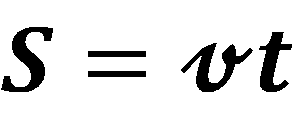 S = vt